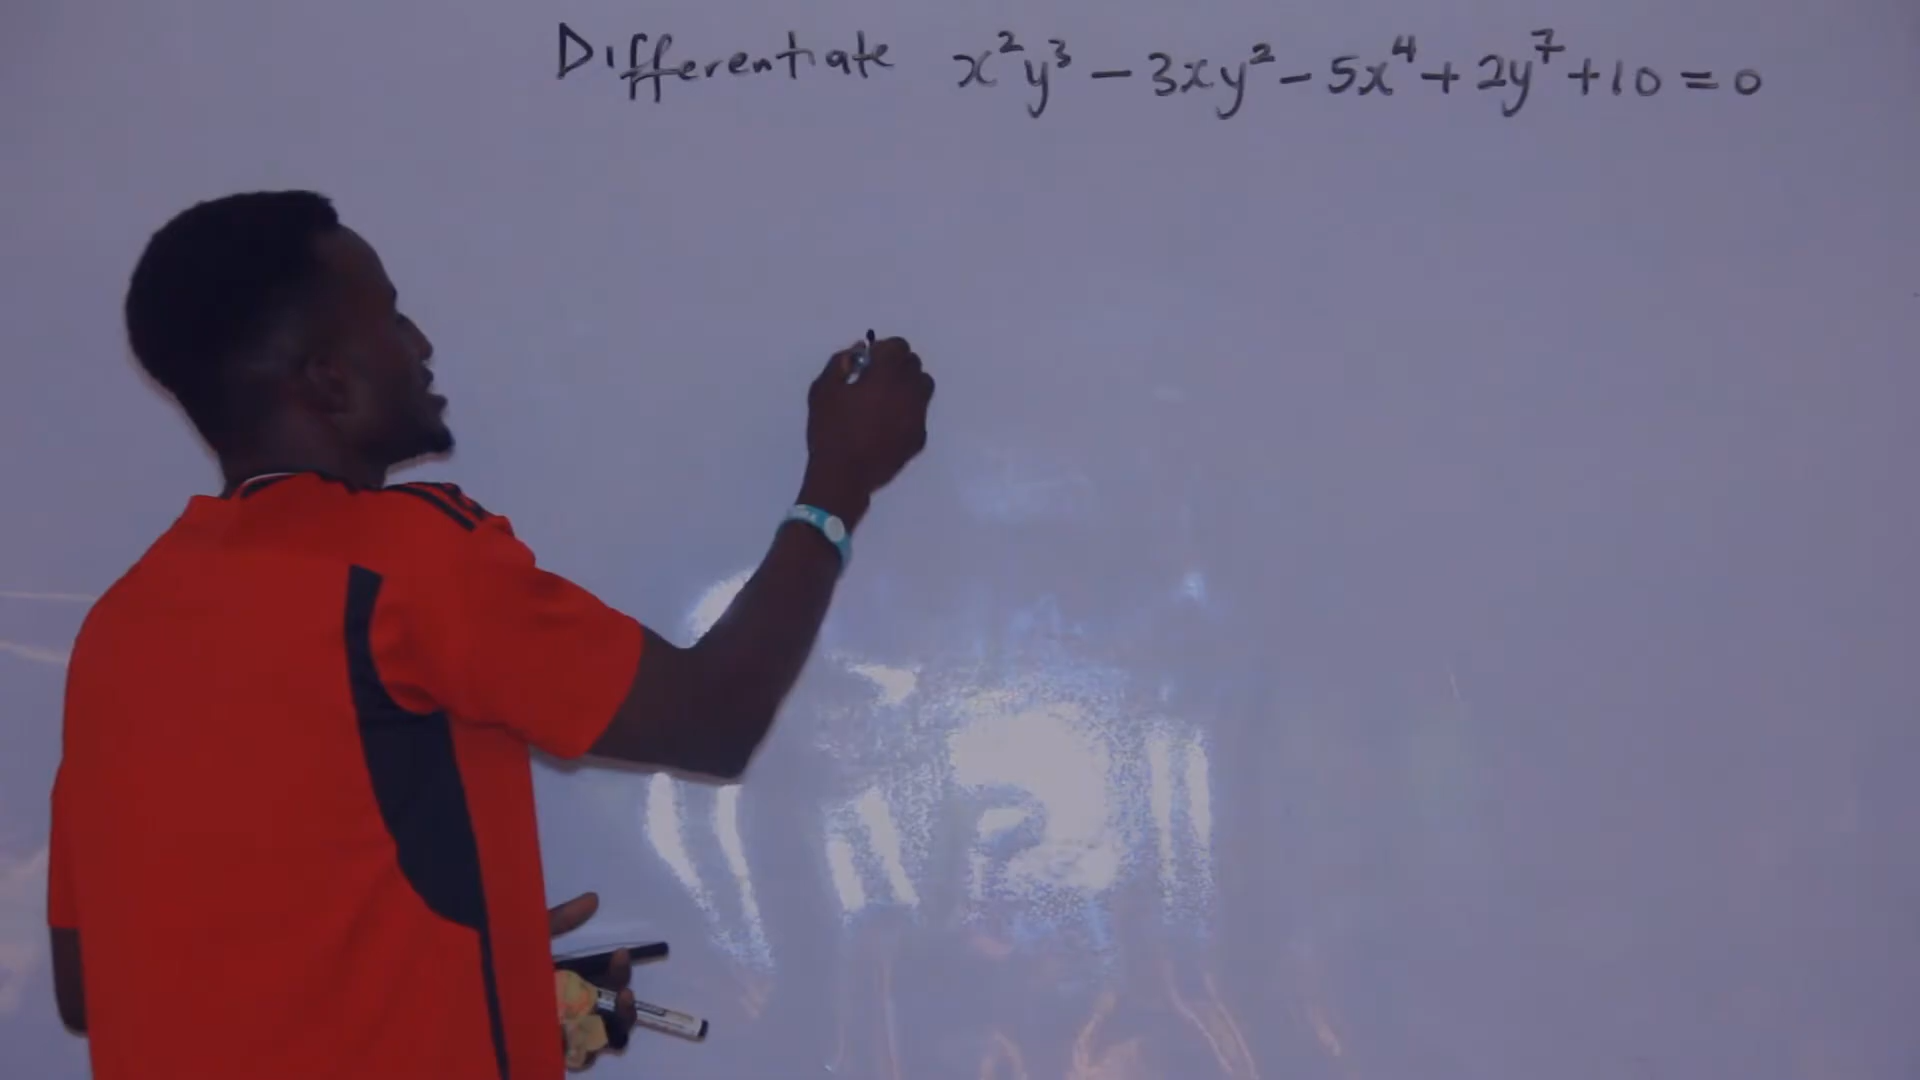 Differentiate x²y³ - 3xy² - 5x⁴ + 2y⁷ + 10 = 0